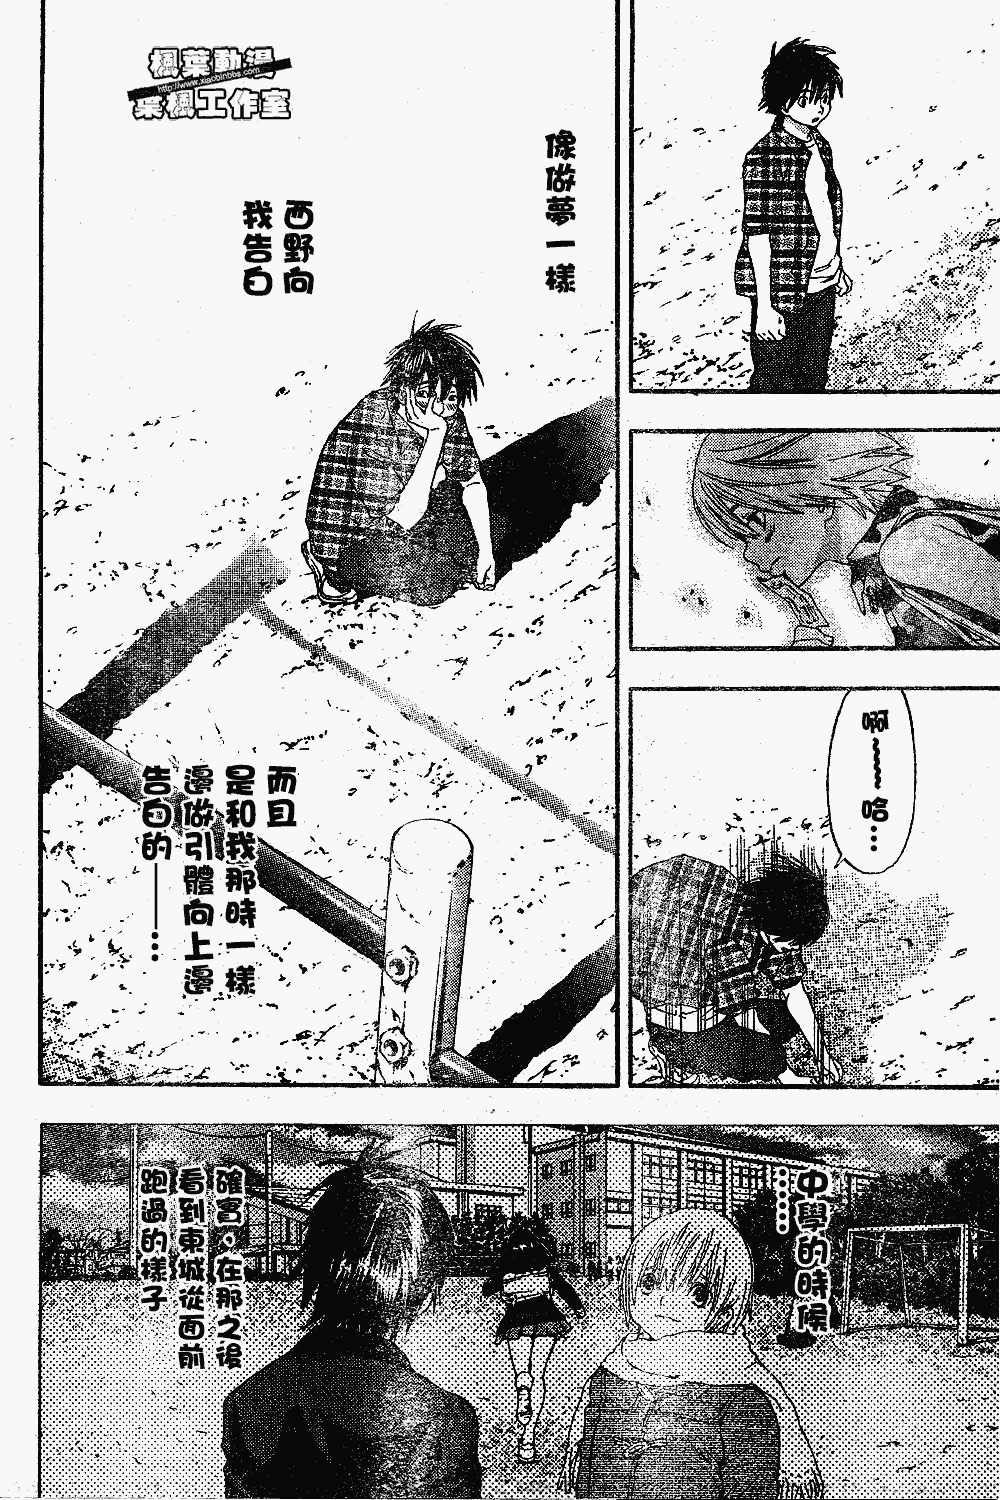 楓葉動漫
http://www.xiaobinbbs.com
葉楓工作室
啊~~~~哈…
像做夢一樣
西野向
我告白
而且
是和我那時一樣
邊做引體向上邊
告白的——…
中學的時候
……
確實，在那之後
看到東城從面前
跑過的樣子